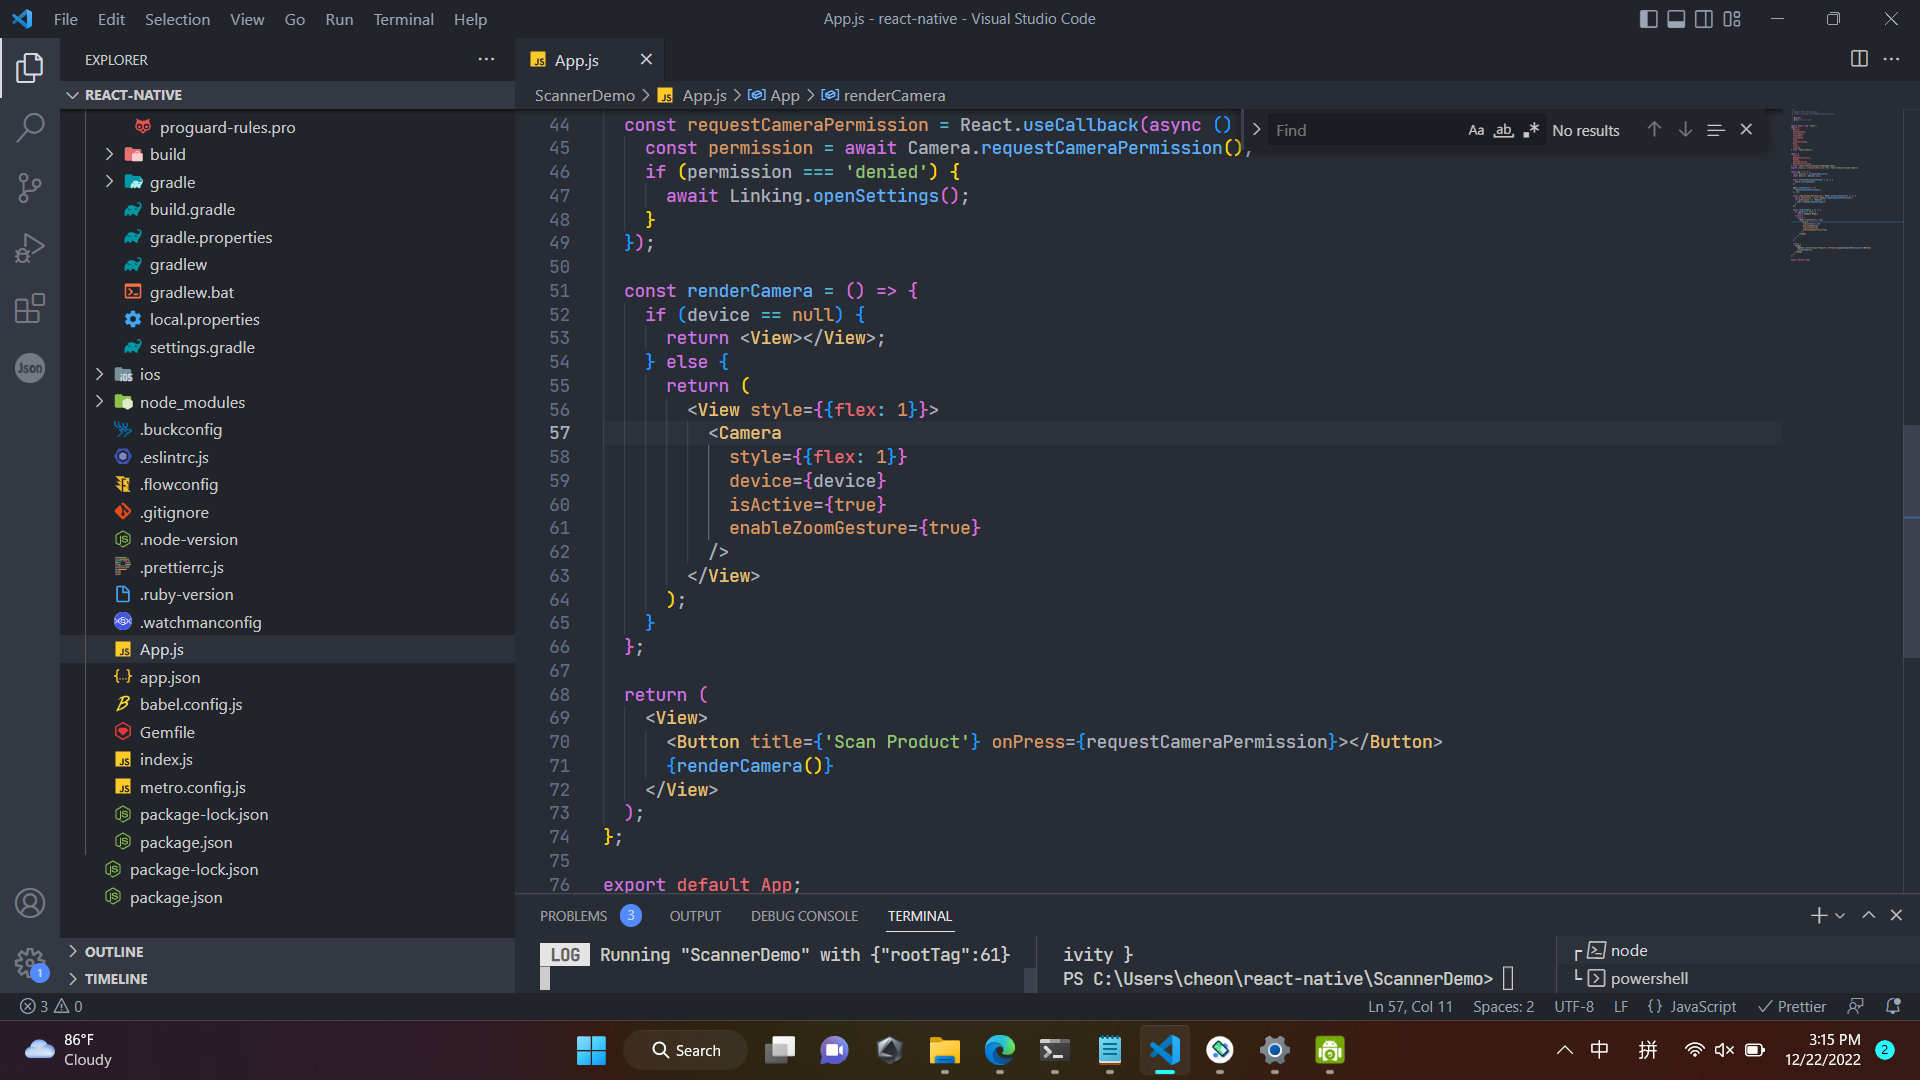 File Edit Selection View Go Run Terminal Help
App.js - react-native - Visual Studio Code
EXPLORER
REACT-NATIVE
proguard-rules.pro
build
gradle
build.gradle
gradle.properties
gradlew
gradlew.bat
local.properties
settings.gradle
ios
node_modules
.buckconfig
.eslintrc.js
.flowconfig
.gitignore
.node-version
.prettierrc.js
.ruby-version
.watchmanconfig
App.js
app.json
babel.config.js
Gemfile
index.js
metro.config.js
package-lock.json
package.json
package-lock.json
package.json
OUTLINE
TIMELINE
Json
1
App.js
ScannerDemo > App.js > App > renderCamera
Find Aa ab No results
44 const requestCameraPermission = React.useCallback(async ()
45 const permission = await Camera.requestCameraPermission();
46 if (permission === 'denied') {
47 await Linking.openSettings();
48 }
49 });
50
51 const renderCamera = () => {
52 if (device == null) {
53 return <View></View>;
54 } else {
55 return (
56 <View style={{flex: 1}}>
57 <Camera
58 style={{flex: 1}}
59 device={device}
60 isActive={true}
61 enableZoomGesture={true}
62 />
63 </View>
64 );
65 }
66 };
67
68 return (
69 <View>
70 <Button title={'Scan Product'} onPress={requestCameraPermission}></Button>
71 {renderCamera()}
72 </View>
73 );
74 };
75
76 export default App;
PROBLEMS 3 OUTPUT DEBUG CONSOLE TERMINAL
LOG Running "ScannerDemo" with {"rootTag":61}
ivity }
PS C:\Users\cheon\react-native\ScannerDemo>
node
powershell
3 0
Ln 57, Col 11 Spaces: 2 UTF-8 LF {} JavaScript Prettier
86°F
Cloudy
Search
中 拼
3:15 PM
12/22/2022
2